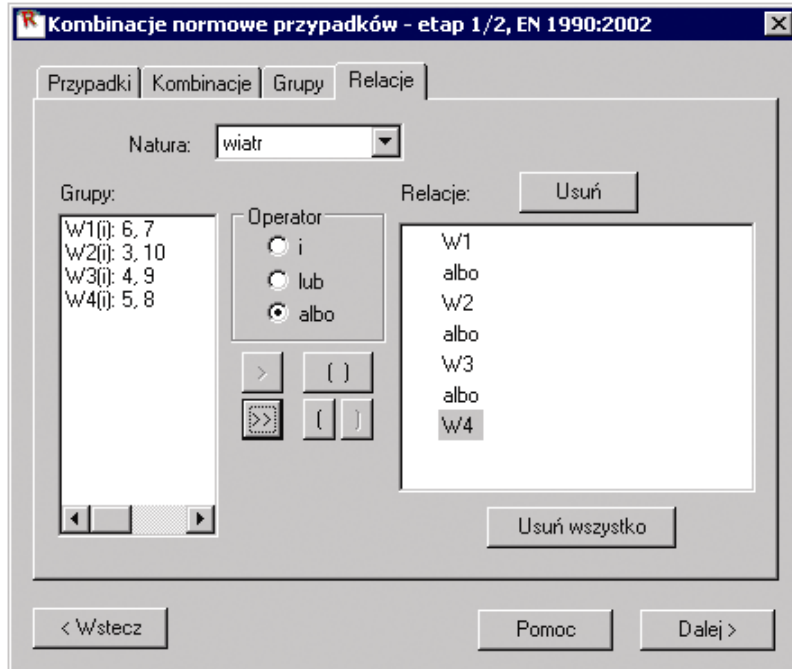 Kombinacje normowe przypadków - etap 1/2, EN 1990:2002
Przypadki Kombinacje Grupy Relacje
Natura: wiatr
Grupy:
W1(i): 6, 7
W2(i): 3, 10
W3(i): 4, 9
W4(i): 5, 8
Operator
i
lub
albo
>
( )
>>
(
)
Relacje:
Usuń
W1
albo
W2
albo
W3
albo
W4
Usuń wszystko
< Wstecz
Pomoc
Dalej >